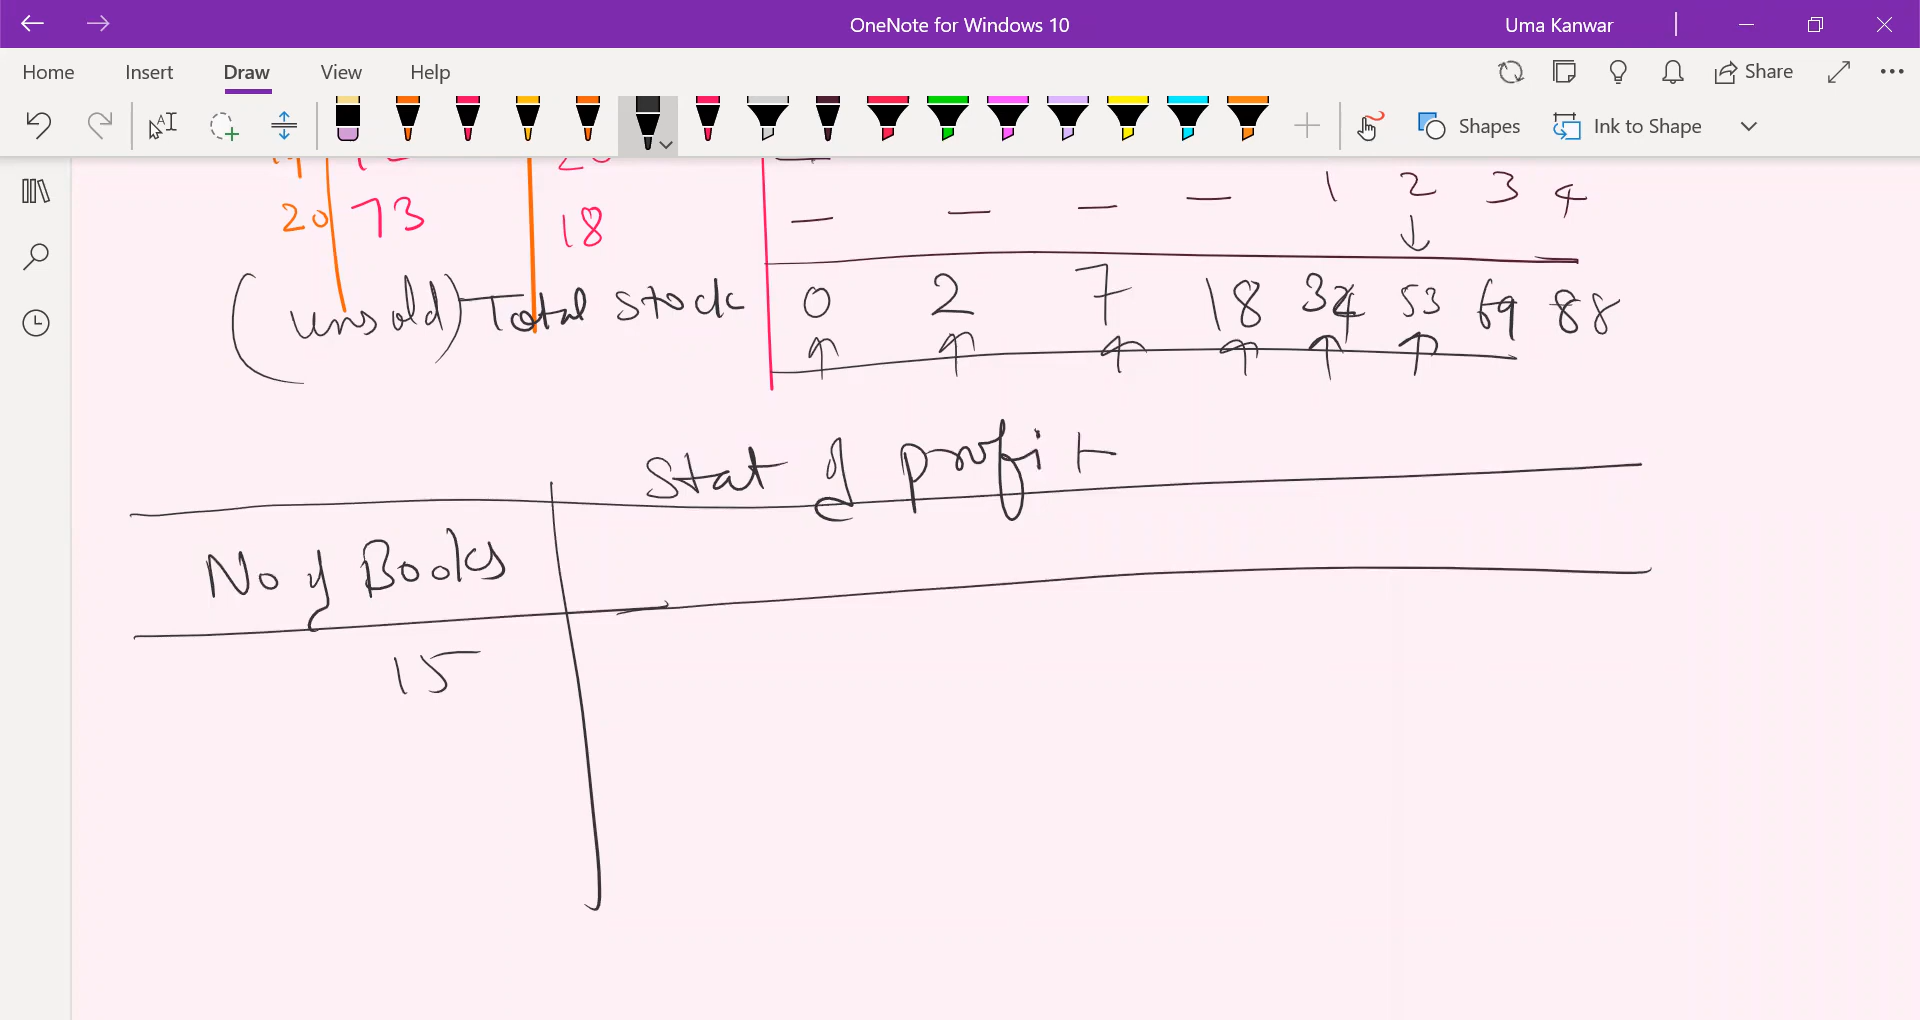 OneNote for Windows 10
Uma Kanwar
Home Insert Draw View Help
Share
Shapes
Ink to Shape
20 73 18 — — — — 1 2 3 4
(unsold) Total stock 0 2 7 18 34 53 69 88
Stat of profit
No of Books
15